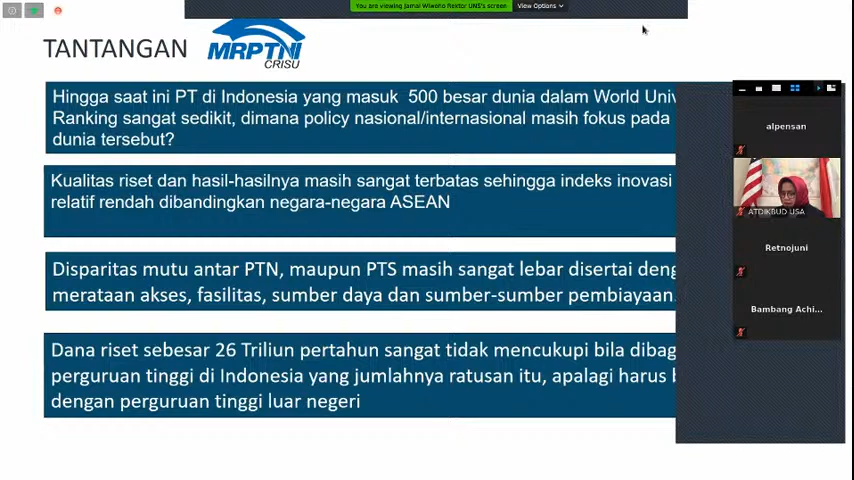 You are viewing Jamal Wiwoho Rektor UNS's screen
View Options
TANTANGAN
MRPTNI
CRISU
Hingga saat ini PT di Indonesia yang masuk 500 besar dunia dalam World Univ
Ranking sangat sedikit, dimana policy nasional/internasional masih fokus pada
dunia tersebut?
Kualitas riset dan hasil-hasilnya masih sangat terbatas sehingga indeks inovasi
relatif rendah dibandingkan negara-negara ASEAN
Disparitas mutu antar PTN, maupun PTS masih sangat lebar disertai deng
merataan akses, fasilitas, sumber daya dan sumber-sumber pembiayaan.
Dana riset sebesar 26 Triliun pertahun sangat tidak mencukupi bila dibag
perguruan tinggi di Indonesia yang jumlahnya ratusan itu, apalagi harus b
dengan perguruan tinggi luar negeri
alpensan
ATDIKBUD USA
Retnojuni
Bambang Achi...